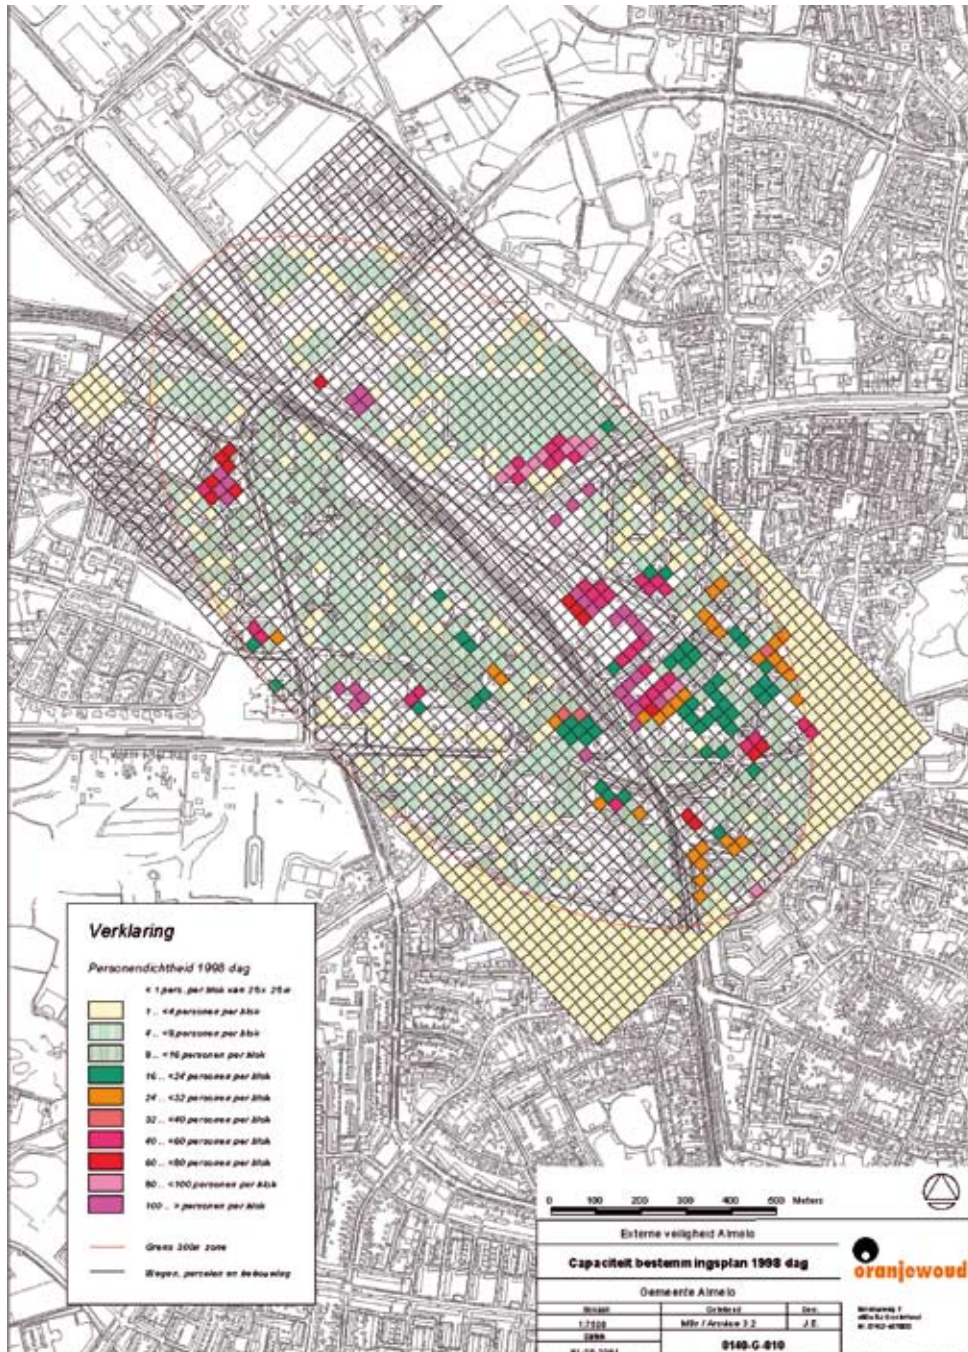 Verklaring
Personendichtheid 1998 dag
< 1 pers. per blok van 25x 25m
1 .. <4 personen per blok
4 .. <8 personen per blok
8 .. <16 personen per blok
16 .. <24 personen per blok
24 .. <32 personen per blok
32 .. <40 personen per blok
40 .. <60 personen per blok
60 .. <80 personen per blok
80 .. <100 personen per blok
100 .. > personen per blok
Grens 300m zone
Wegen, percelen en bebouwing
0 100 200 300 400 500 Meters
Externe veiligheid Almelo
Capaciteit bestemmingsplan 1998 dag
Gemeente Almelo
oranjewoud
Schaal
Get.
1:7500
J.E.
0140-G-010